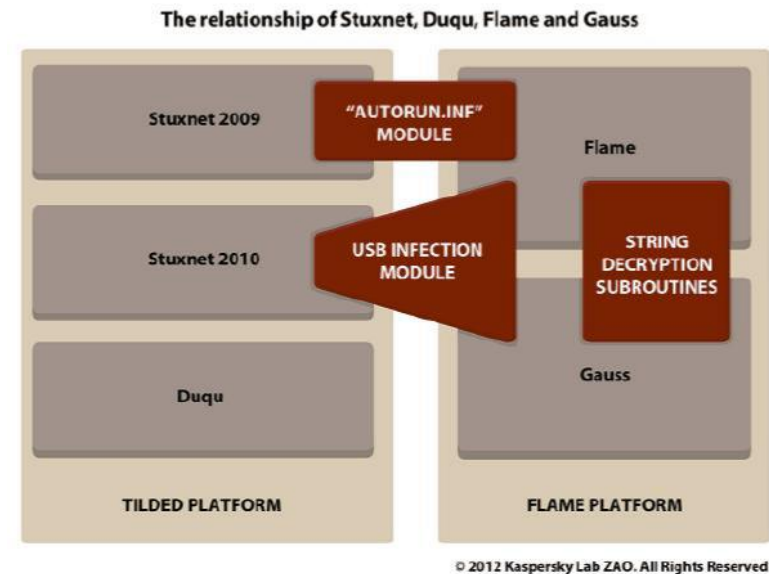 The relationship of Stuxnet, Duqu, Flame and Gauss
Stuxnet 2009
“AUTORUN.INF”
MODULE
Flame
Stuxnet 2010
USB INFECTION
MODULE
STRING
DECRYPTION
SUBROUTINES
Duqu
Gauss
TILDED PLATFORM
FLAME PLATFORM
© 2012 Kaspersky Lab ZAO. All Rights Reserved